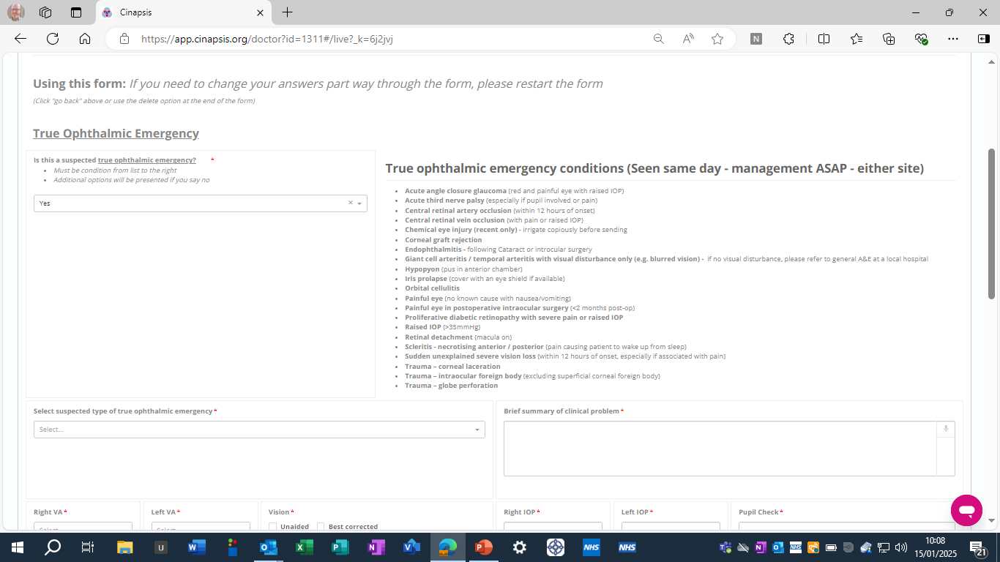 Cinapsis
https://app.cinapsis.org/doctor?id=1311#/live?_k=6j2jvj
Using this form: If you need to change your answers part way through the form, please restart the form
(Click "go back" above or use the delete option at the end of the form)
True Ophthalmic Emergency
Is this a suspected true ophthalmic emergency? *
Must be condition from list to the right
Additional options will be presented if you say no
Yes
True ophthalmic emergency conditions (Seen same day - management ASAP - either site)
Acute angle closure glaucoma (red and painful eye with raised IOP)
Acute third nerve palsy (especially if pupil involved or pain)
Central retinal artery occlusion (within 12 hours of onset)
Central retinal vein occlusion (with pain or raised IOP)
Chemical eye injury (recent only) - irrigate copiously before sending
Corneal graft rejection
Endophthalmitis - following Cataract or introcular surgery
Giant cell arteritis / temporal arteritis with visual disturbance only (e.g. blurred vision) - if no visual disturbance, please refer to general A&E at a local hospital
Hypopyon (pus in anterior chamber)
Iris prolapse (cover with an eye shield if available)
Orbital cellulitis
Painful eye (no known cause with nausea/vomiting)
Painful eye in postoperative intraocular surgery (<2 months post-op)
Proliferative diabetic retinopathy with severe pain or raised IOP
Raised IOP (>35mmHg)
Retinal detachment (macula on)
Scleritis - necrotising anterior / posterior (pain causing patient to wake up from sleep)
Sudden unexplained severe vision loss (within 12 hours of onset, especially if associated with pain)
Trauma – corneal laceration
Trauma – intraocular foreign body (excluding superficial corneal foreign body)
Trauma – globe perforation
Select suspected type of true ophthalmic emergency *
Select...
Brief summary of clinical problem *
Right VA *
Left VA *
Vision *
Right IOP *
Left IOP *
Pupil Check *
Select...
Select...
Unaided
Best corrected
NHS
NHS
NHS
10:08
15/01/2025
21